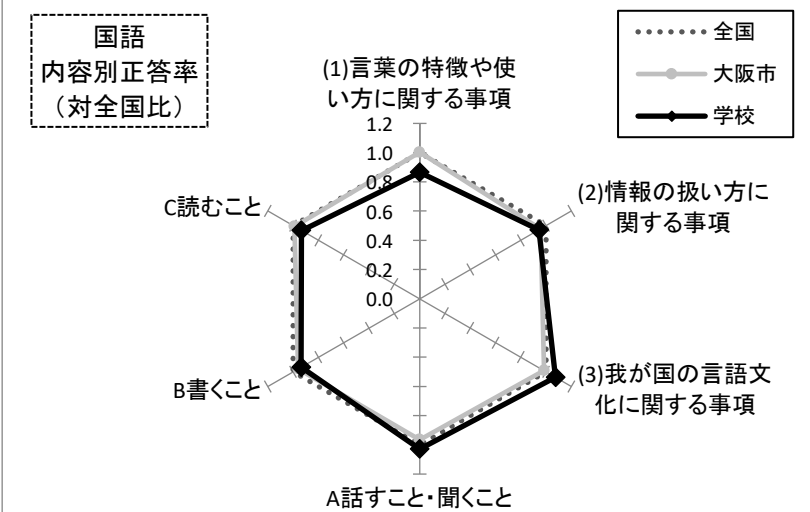 国語
内容別正答率
（対全国比）
全国
大阪市
学校
(1)言葉の特徴や使
い方に関する事項
1.2
1.0
0.8
0.6
0.4
0.2
0.0
(2)情報の扱い方に
関する事項
(3)我が国の言語文
化に関する事項
A話すこと・聞くこと
B書くこと
C読むこと